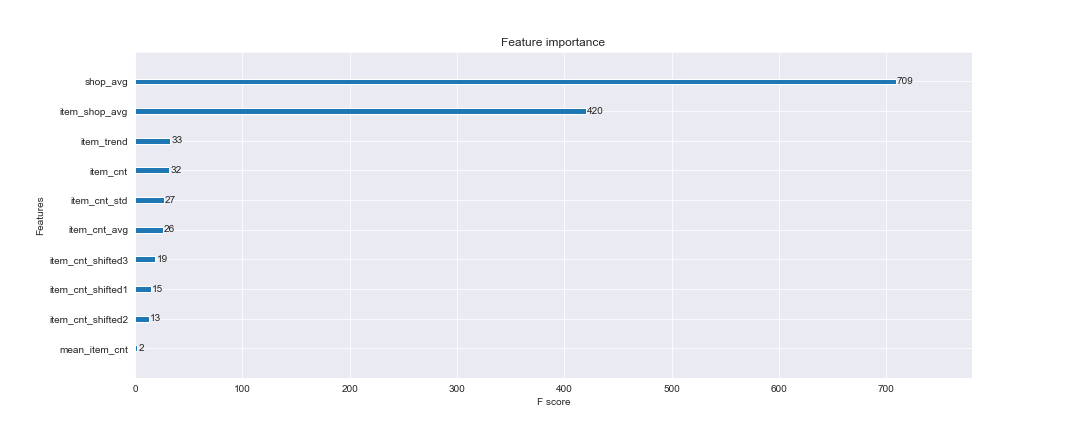 Feature importance
shop_avg 709
item_shop_avg 420
item_trend 33
item_cnt 32
item_cnt_std 27
item_cnt_avg 26
item_cnt_shifted3 19
item_cnt_shifted1 15
item_cnt_shifted2 13
mean_item_cnt 2
Features
0 100 200 300 400 500 600 700
F score